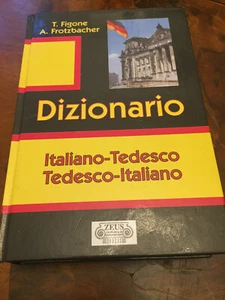 T. Figone
A. Frotzbacher
Dizionario
Italiano-Tedesco
Tedesco-Italiano
ZEUS